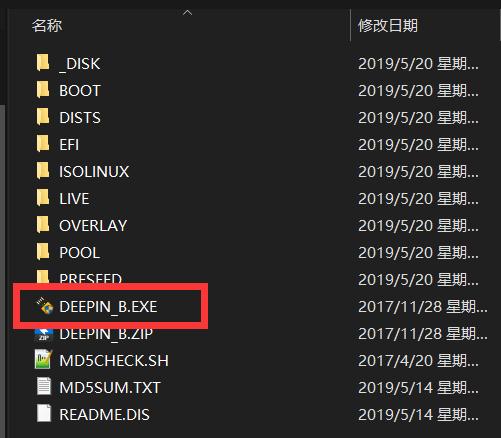 名称 修改日期
_DISK 2019/5/20 星期...
BOOT 2019/5/20 星期...
DISTS 2019/5/20 星期...
EFI 2019/5/20 星期...
ISOLINUX 2019/5/20 星期...
LIVE 2019/5/20 星期...
OVERLAY 2019/5/20 星期...
POOL 2019/5/20 星期...
PRESEED 2019/5/20 星期...
DEEPIN_B.EXE 2017/11/28 星期...
DEEPIN_B.ZIP 2017/11/28 星期...
MD5CHECK.SH 2017/4/20 星期...
MD5SUM.TXT 2019/5/14 星期...
README.DIS 2019/5/14 星期...